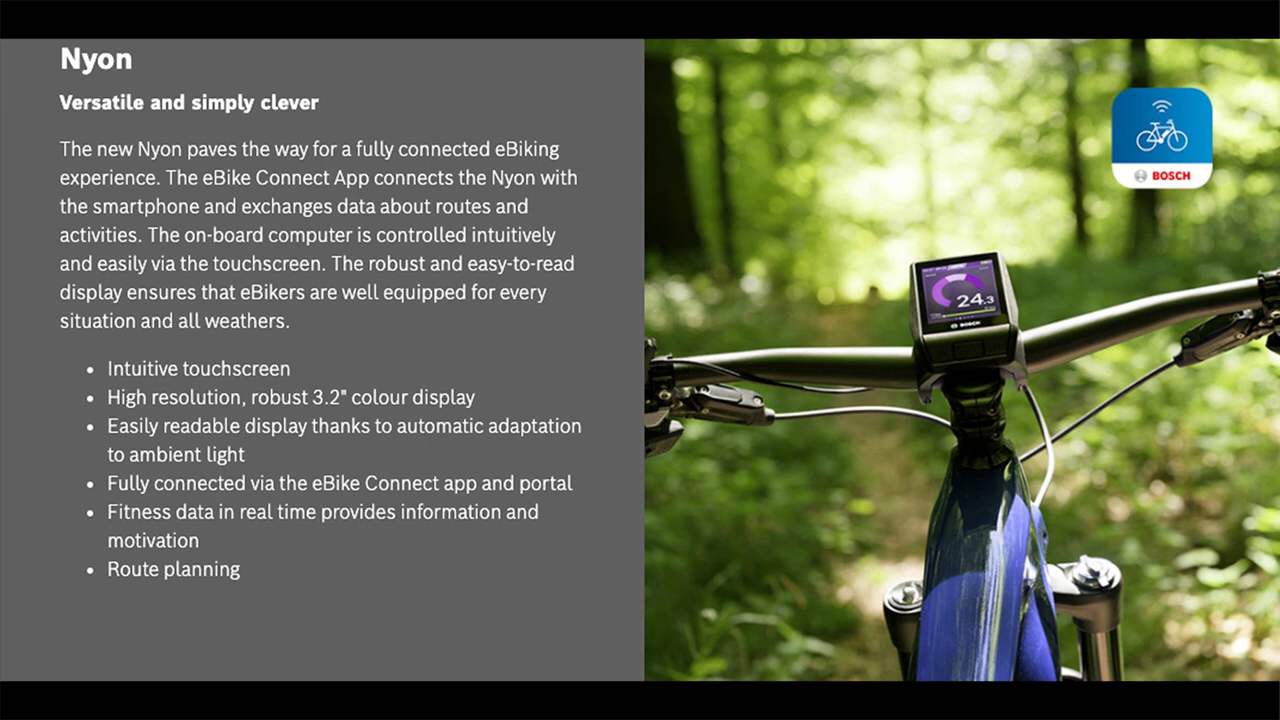 Nyon
Versatile and simply clever
The new Nyon paves the way for a fully connected eBiking
experience. The eBike Connect App connects the Nyon with
the smartphone and exchanges data about routes and
activities. The on-board computer is controlled intuitively
and easily via the touchscreen. The robust and easy-to-read
display ensures that eBikers are well equipped for every
situation and all weathers.
• Intuitive touchscreen
• High resolution, robust 3.2" colour display
• Easily readable display thanks to automatic adaptation
to ambient light
• Fully connected via the eBike Connect app and portal
• Fitness data in real time provides information and
motivation
• Route planning
BOSCH
24.3
BOSCH